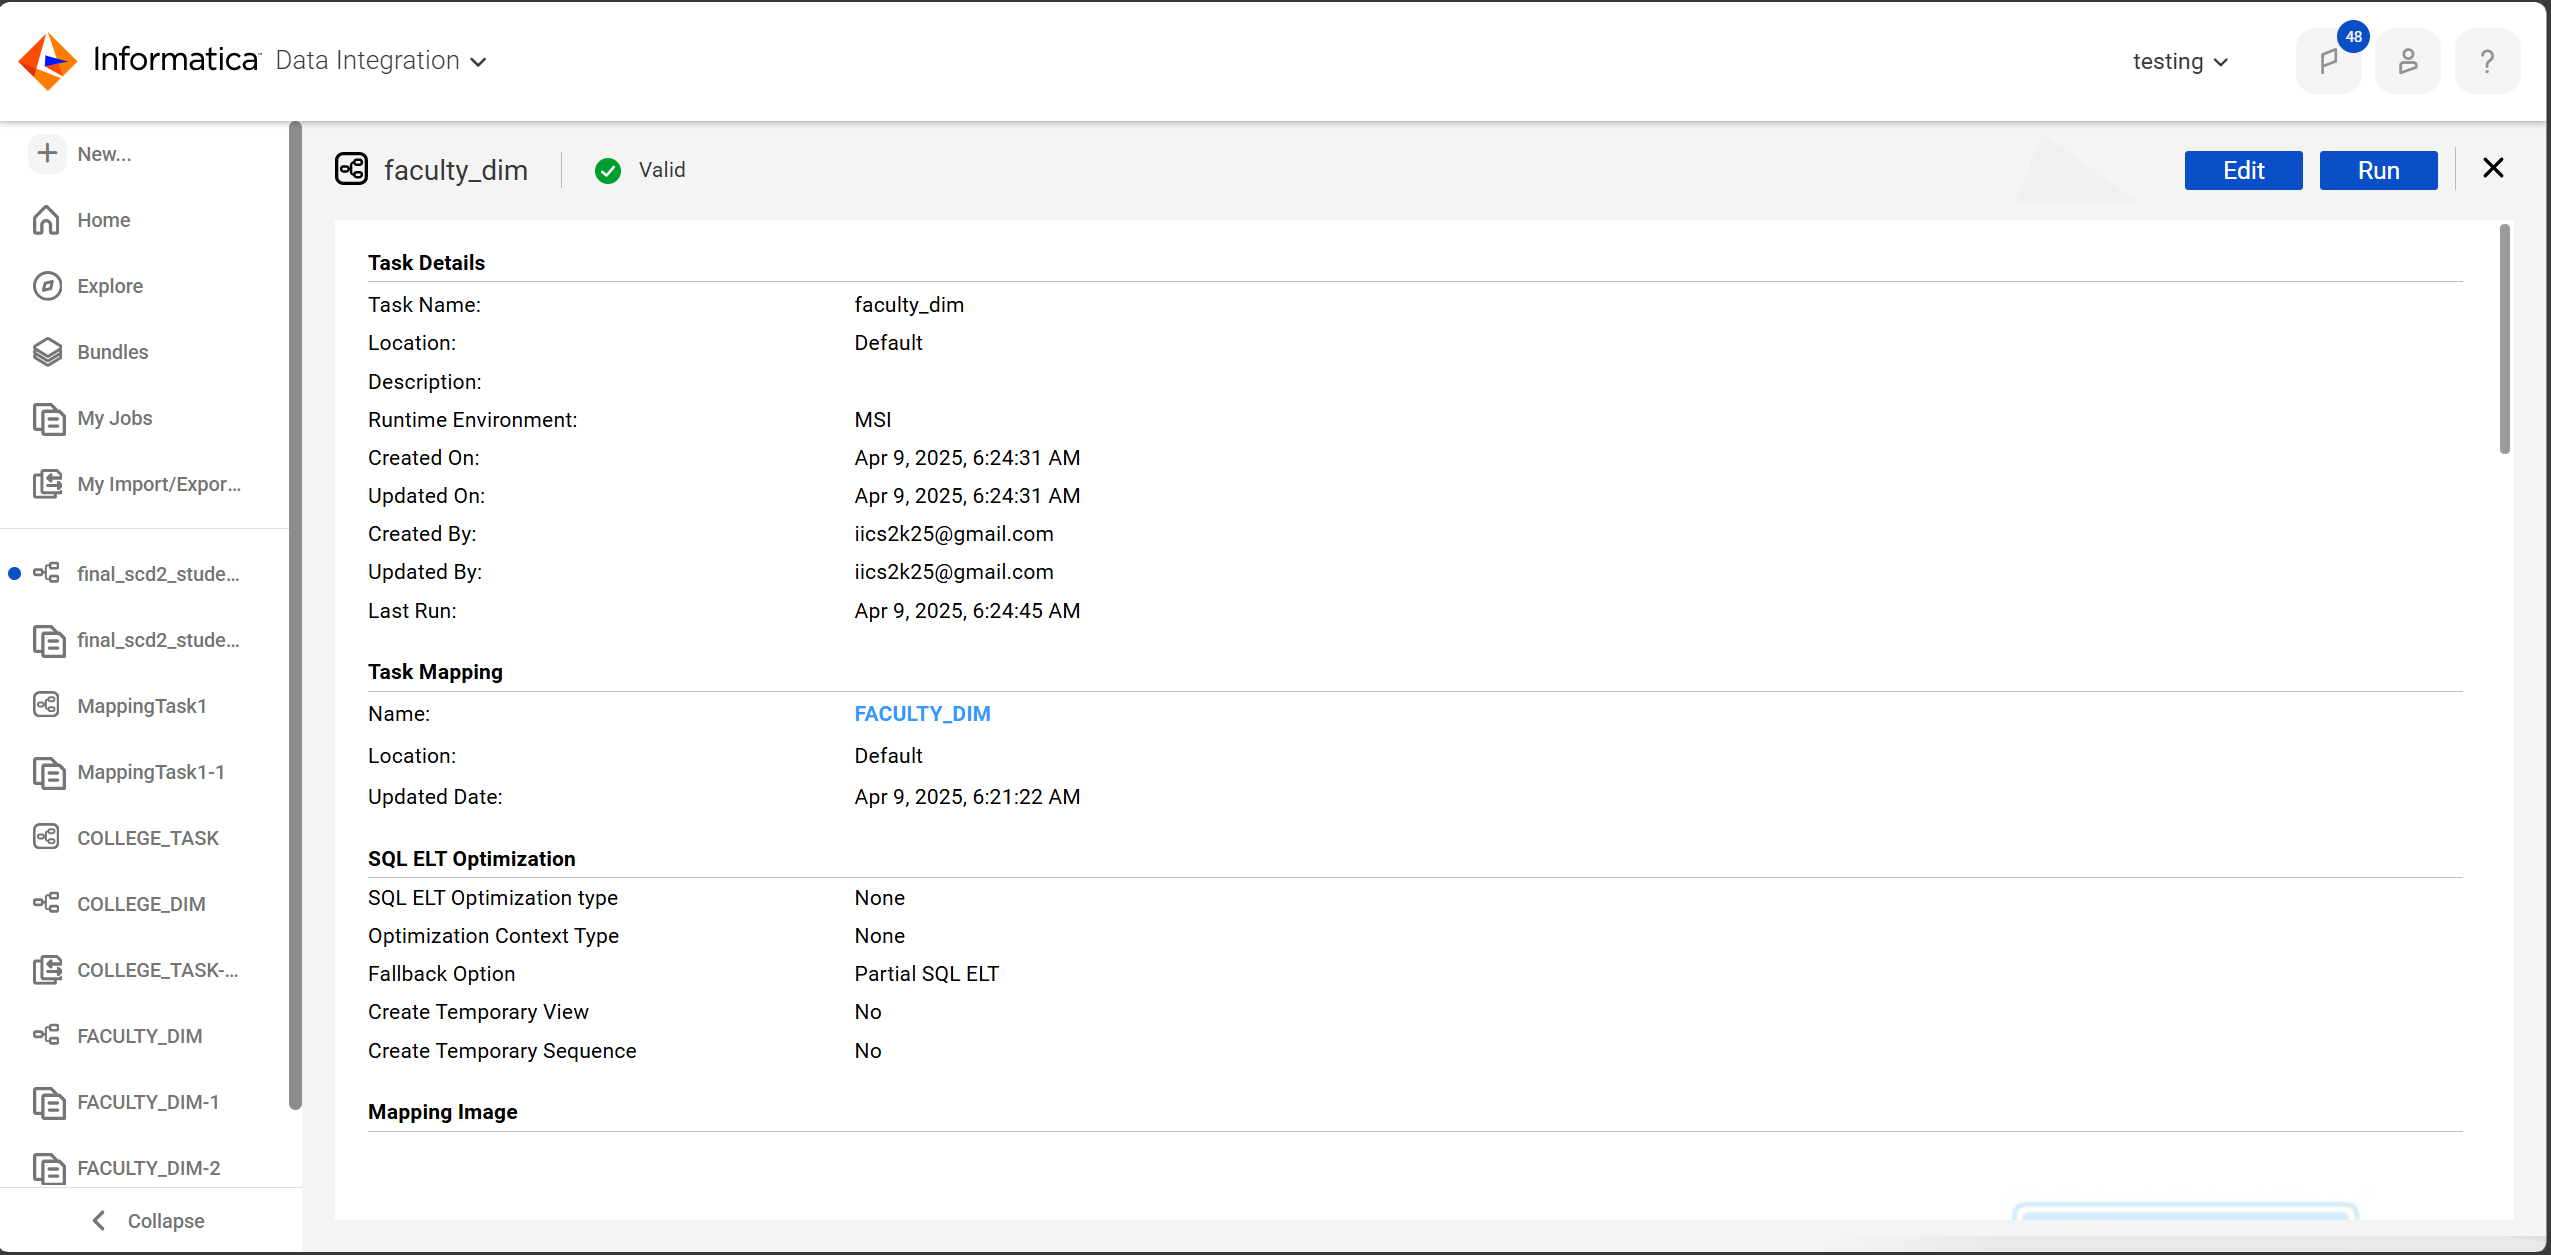 Informatica Data Integration
testing
48
?
New...
Home
Explore
Bundles
My Jobs
My Import/Expor...
final_scd2_stude...
final_scd2_stude...
MappingTask1
MappingTask1-1
COLLEGE_TASK
COLLEGE_DIM
COLLEGE_TASK-...
FACULTY_DIM
FACULTY_DIM-1
FACULTY_DIM-2
Collapse
faculty_dim Valid
Edit Run
Task Details
Task Name: faculty_dim
Location: Default
Description:
Runtime Environment: MSI
Created On: Apr 9, 2025, 6:24:31 AM
Updated On: Apr 9, 2025, 6:24:31 AM
Created By: iics2k25@gmail.com
Updated By: iics2k25@gmail.com
Last Run: Apr 9, 2025, 6:24:45 AM
Task Mapping
Name: FACULTY_DIM
Location: Default
Updated Date: Apr 9, 2025, 6:21:22 AM
SQL ELT Optimization
SQL ELT Optimization type None
Optimization Context Type None
Fallback Option Partial SQL ELT
Create Temporary View No
Create Temporary Sequence No
Mapping Image